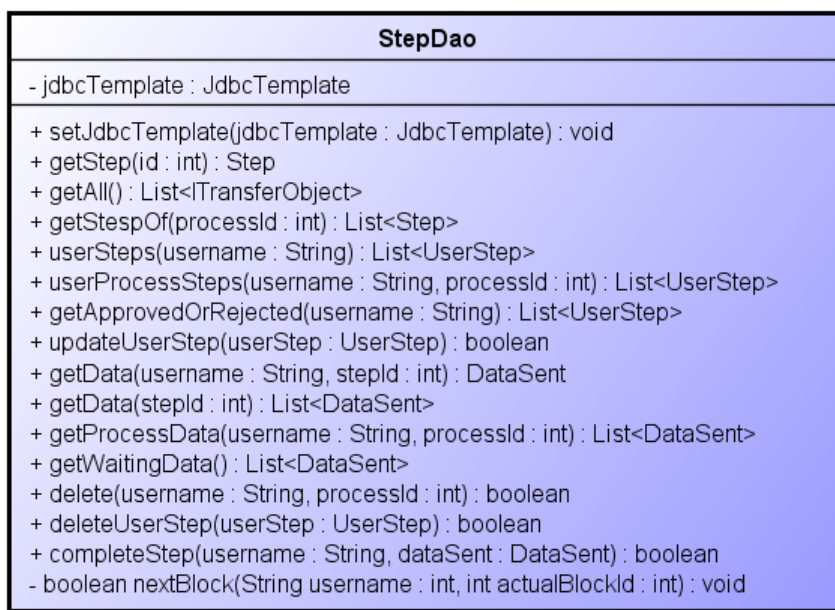 StepDao
- jdbcTemplate : JdbcTemplate
+ setJdbcTemplate(jdbcTemplate : JdbcTemplate) : void
+ getStep(id : int) : Step
+ getAll() : List<ITransferObject>
+ getStespOf(processId : int) : List<Step>
+ userSteps(username : String) : List<UserStep>
+ userProcessSteps(username : String, processId : int) : List<UserStep>
+ getApprovedOrRejected(username : String) : List<UserStep>
+ updateUserStep(userStep : UserStep) : boolean
+ getData(username : String, stepId : int) : DataSent
+ getData(stepId : int) : List<DataSent>
+ getProcessData(username : String, processId : int) : List<DataSent>
+ getWaitingData() : List<DataSent>
+ delete(username : String, processId : int) : boolean
+ deleteUserStep(userStep : UserStep) : boolean
+ completeStep(username : String, dataSent : DataSent) : boolean
- boolean nextBlock(String username : int, int actualBlockId : int) : void